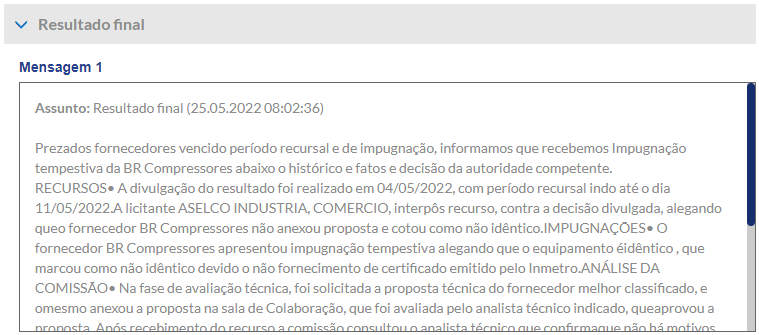 Resultado final
Mensagem 1
Assunto: Resultado final (25.05.2022 08:02:36)
Prezados fornecedores vencido período recursal e de impugnação, informamos que recebemos Impugnação
tempestiva da BR Compressores abaixo o histórico e fatos e decisão da autoridade competente.
RECURSOS• A divulgação do resultado foi realizado em 04/05/2022, com período recursal indo até o dia
11/05/2022.A licitante ASELCO INDUSTRIA, COMERCIO, interpôs recurso, contra a decisão divulgada, alegando
queo fornecedor BR Compressores não anexou proposta e cotou como não idêntico.IMPUGNAÇÕES• O
fornecedor BR Compressores apresentou impugnação tempestiva alegando que o equipamento éidêntico , que
marcou como não idêntico devido o não fornecimento de certificado emitido pelo Inmetro.ANÁLISE DA
COMISSÃO• Na fase de avaliação técnica, foi solicitada a proposta técnica do fornecedor melhor classificado, e
omesmo anexou a proposta na sala de Colaboração, que foi avaliada pelo analista técnico indicado, queaprovou a
proposta. Após recebimento do recurso a comissão consultou o analista técnico que confirmaque não há motivos